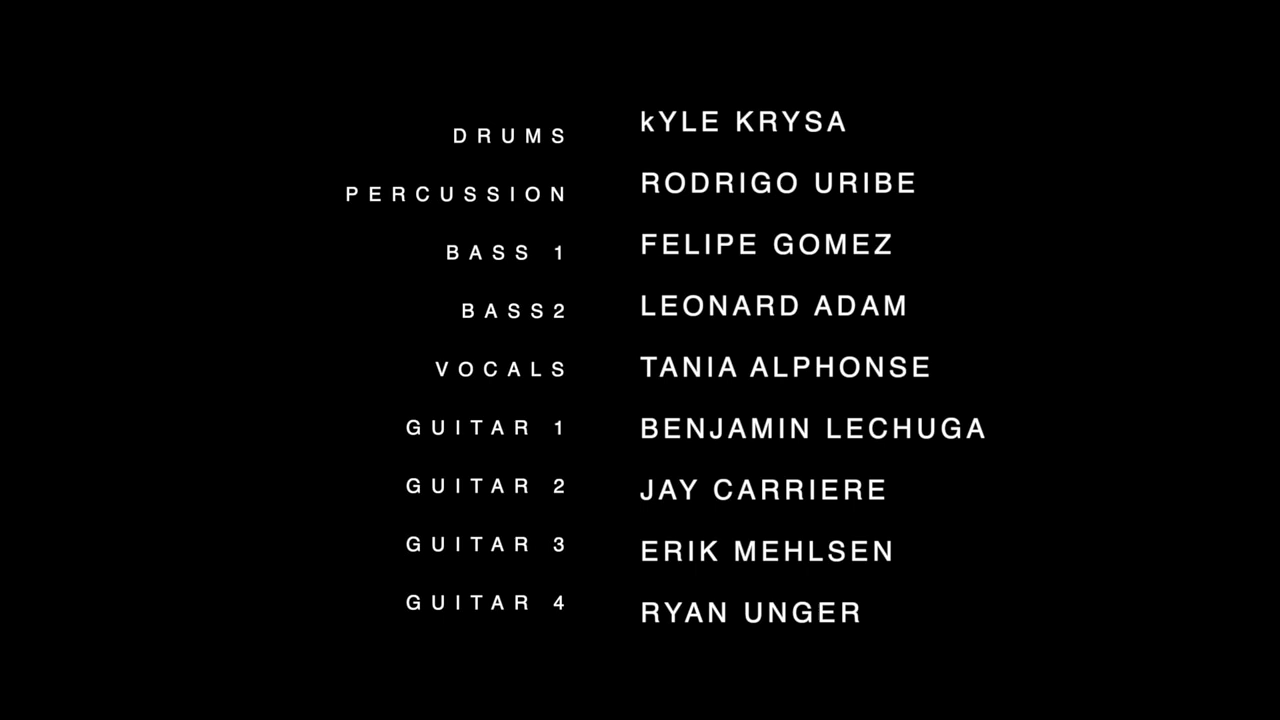 DRUMS kYLE KRYSA
PERCUSSION RODRIGO URIBE
BASS 1 FELIPE GOMEZ
BASS2 LEONARD ADAM
VOCALS TANIA ALPHONSE
GUITAR 1 BENJAMIN LECHUGA
GUITAR 2 JAY CARRIERE
GUITAR 3 ERIK MEHLSEN
GUITAR 4 RYAN UNGER